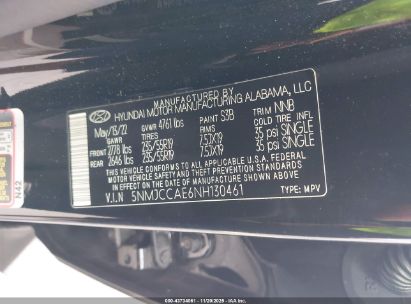 MANUFACTURED BY
HYUNDAI MOTOR MANUFACTURING ALABAMA, LLC
May/13/22 GVWR 4761 lbs PAINT S3B TRIM NNB
GAWR TIRES RIMS COLD TIRE INFL
FRONT 2778 lbs 235/55R19 7.5JX19 35 psi SINGLE
REAR 2646 lbs 235/55R19 7.5JX19 35 psi SINGLE
THIS VEHICLE CONFORMS TO ALL APPLICABLE
FEDERAL MOTOR VEHICLE SAFETY STANDARDS IN
EFFECT ON THE DATE OF MANUFACTURE SHOWN ABOVE.
V.I.N 5NMJCCAE6NH130461 TYPE: MPV